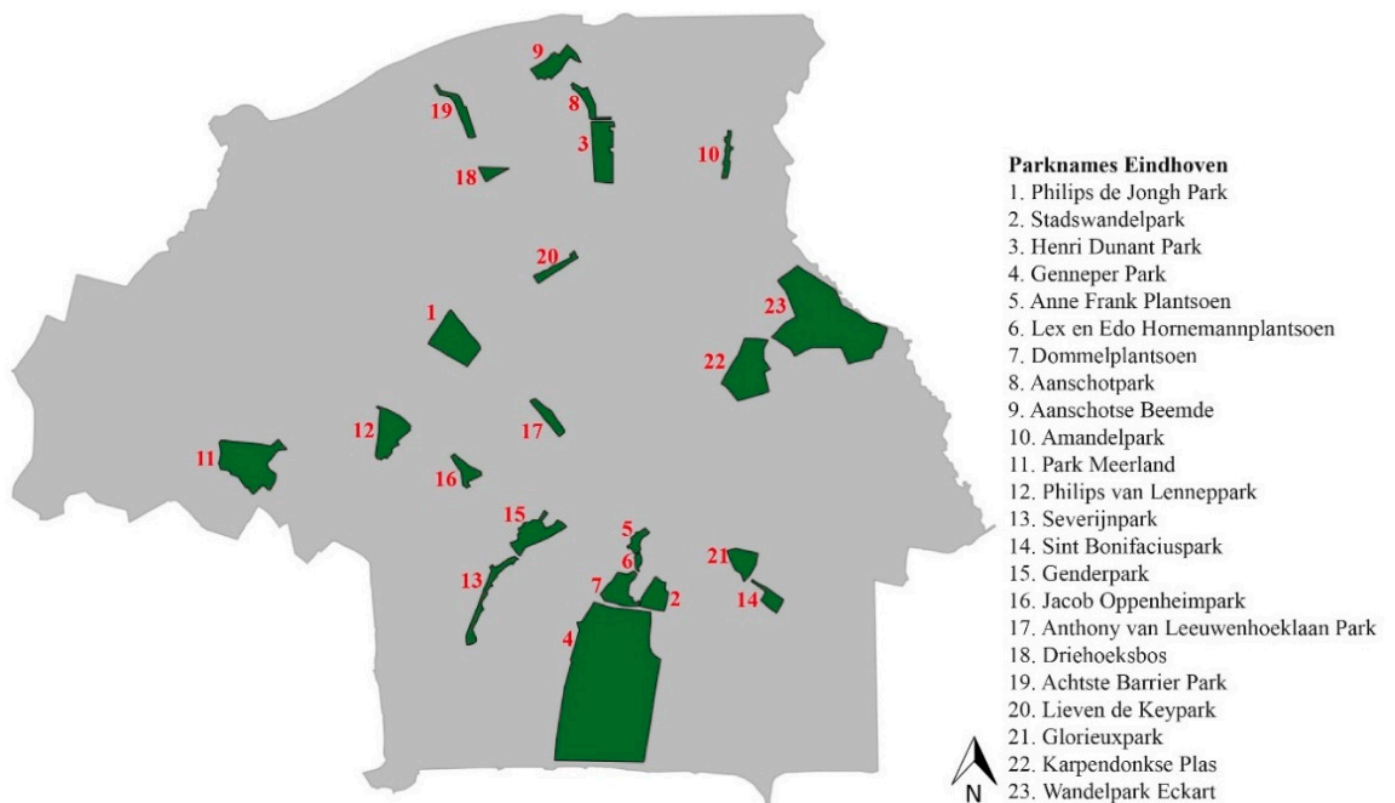 9
19
8
3
10
18
20
23
1
22
12
17
11
16
15
5
21
6
13
7
2
14
4
Parknames Eindhoven
1. Philips de Jongh Park
2. Stadswandelpark
3. Henri Dunant Park
4. Genneper Park
5. Anne Frank Plantsoen
6. Lex en Edo Hornemannplantsoen
7. Dommelplantsoen
8. Aanschotpark
9. Aanschotse Beemde
10. Amandelpark
11. Park Meerland
12. Philips van Lenneppark
13. Severijnpark
14. Sint Bonifaciuspark
15. Genderpark
16. Jacob Oppenheimpark
17. Anthony van Leeuwenhoeklaan Park
18. Driehoeksbos
19. Achtste Barrier Park
20. Lieven de Keypark
21. Glorieuxpark
22. Karpendonkse Plas
23. Wandelpark Eckart
N